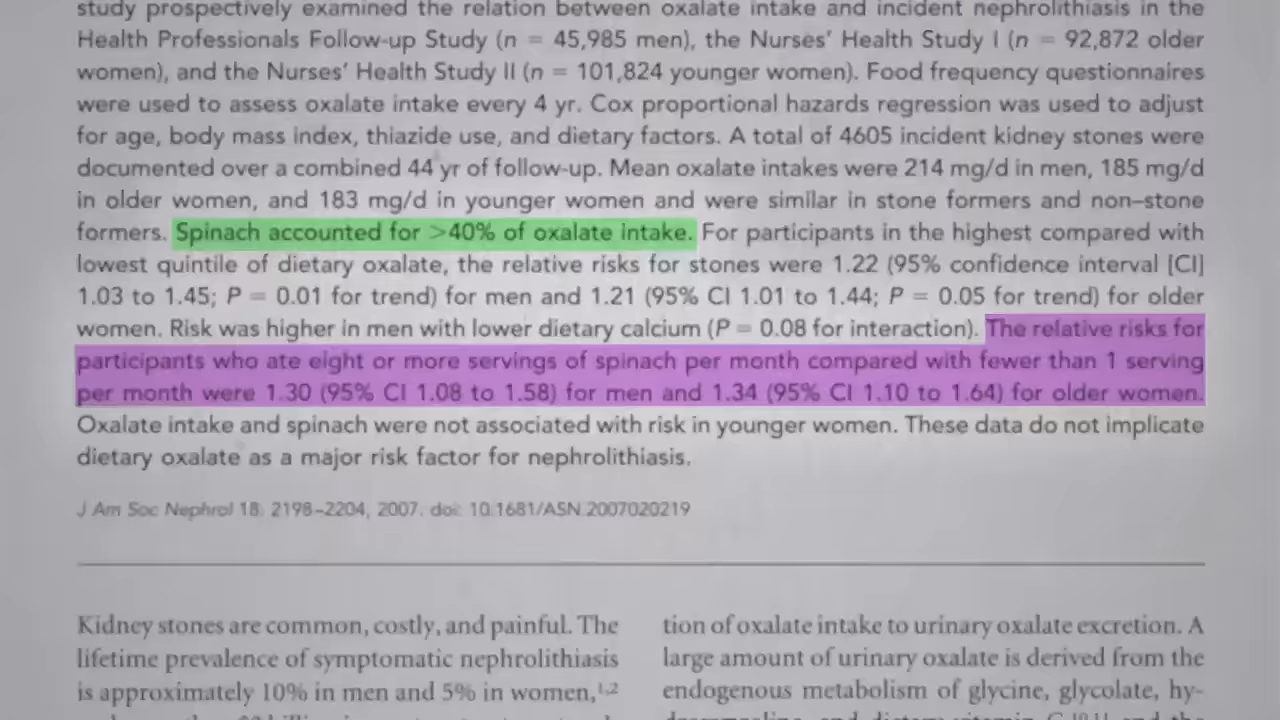 study prospectively examined the relation between oxalate intake and incident nephrolithiasis in the
Health Professionals Follow-up Study (n = 45,985 men), the Nurses' Health Study I (n = 92,872 older
women), and the Nurses' Health Study II (n = 101,824 younger women). Food frequency questionnaires
were used to assess oxalate intake every 4 yr. Cox proportional hazards regression was used to adjust
for age, body mass index, thiazide use, and dietary factors. A total of 4605 incident kidney stones were
documented over a combined 44 yr of follow-up. Mean oxalate intakes were 214 mg/d in men, 185 mg/d
in older women, and 183 mg/d in younger women and were similar in stone formers and non–stone
formers. Spinach accounted for >40% of oxalate intake. For participants in the highest compared with
lowest quintile of dietary oxalate, the relative risks for stones were 1.22 (95% confidence interval [CI]
1.03 to 1.45; P = 0.01 for trend) for men and 1.21 (95% CI 1.01 to 1.44; P = 0.05 for trend) for older
women. Risk was higher in men with lower dietary calcium (P = 0.08 for interaction). The relative risks for
participants who ate eight or more servings of spinach per month compared with fewer than 1 serving
per month were 1.30 (95% CI 1.08 to 1.58) for men and 1.34 (95% CI 1.10 to 1.64) for older women.
Oxalate intake and spinach were not associated with risk in younger women. These data do not implicate
dietary oxalate as a major risk factor for nephrolithiasis.
J Am Soc Nephrol 18: 2198–2204, 2007. doi: 10.1681/ASN.2007020219
Kidney stones are common, costly, and painful. The
lifetime prevalence of symptomatic nephrolithiasis
is approximately 10% in men and 5% in women,1,2
tion of oxalate intake to urinary oxalate excretion. A
large amount of urinary oxalate is derived from the
endogenous metabolism of glycine, glycolate, hy-